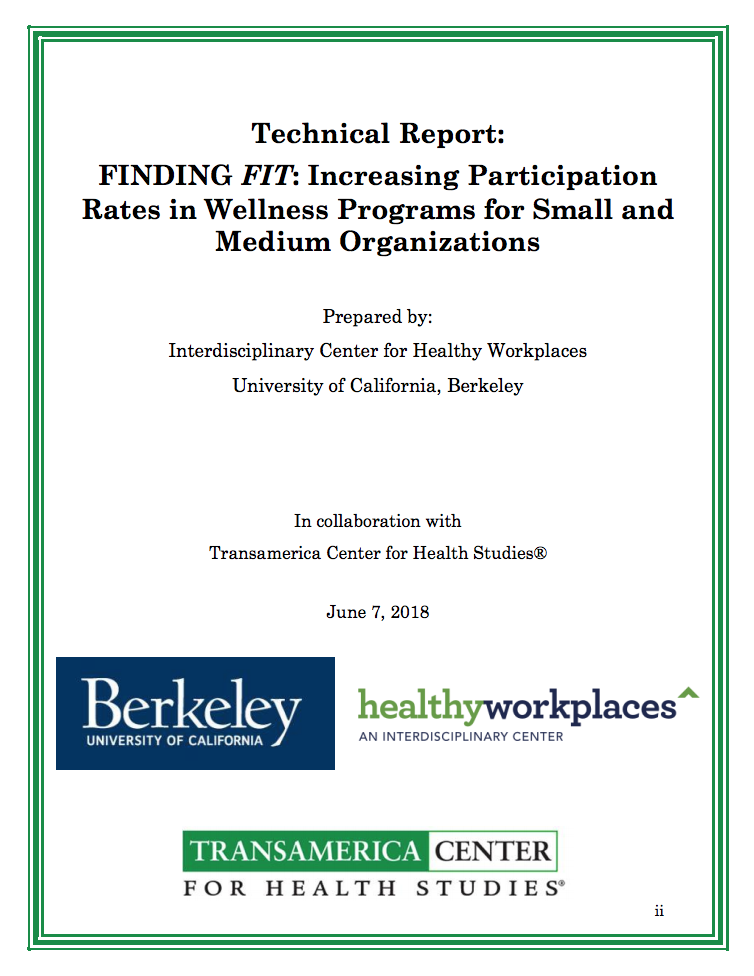 Technical Report:
FINDING FIT: Increasing Participation
Rates in Wellness Programs for Small and
Medium Organizations
Prepared by:
Interdisciplinary Center for Healthy Workplaces
University of California, Berkeley
In collaboration with
Transamerica Center for Health Studies®
June 7, 2018
Berkeley
UNIVERSITY OF CALIFORNIA
healthyworkplaces
AN INTERDISCIPLINARY CENTER
TRANSAMERICA CENTER
FOR HEALTH STUDIES®
ii